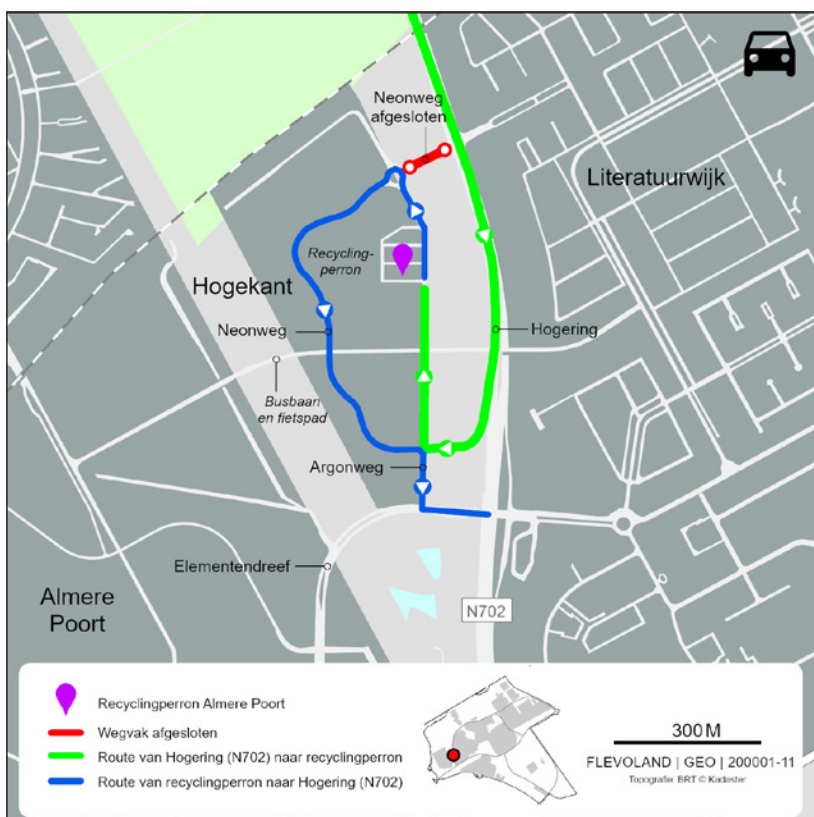 Neonweg
afgesloten
Literatuurwijk
Recycling-
perron
Hogekant
Neonweg
Hogering
Busbaan
en fietspad
Argonweg
Elementendreef
Almere
Poort
N702
Recyclingperron Almere Poort
Wegvak afgesloten
Route van Hogering (N702) naar recyclingperron
Route van recyclingperron naar Hogering (N702)
300 M
FLEVOLAND | GEO | 200001-11
Topografie: BRT © Kadaster